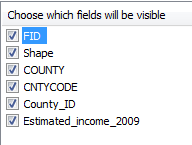 Choose which fields will be visible
FID
Shape
COUNTY
CNTYCODE
County_ID
Estimated_income_2009